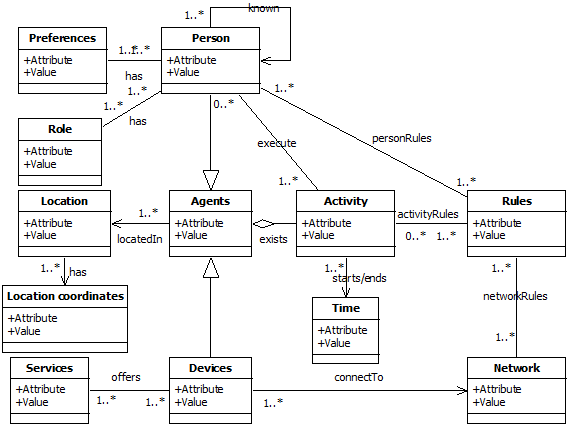 1..*
known
Preferences
Person
+Attribute
+Value
+Attribute
+Value
1..*
1..*
has
1..*
1..*
has
0..*
1..*
Role
+Attribute
+Value
execute
personRules
1..*
1..*
Location
+Attribute
+Value
1..*
locatedIn
Agents
+Attribute
+Value
exists
Activity
+Attribute
+Value
activityRules
0..*
1..*
Rules
+Attribute
+Value
1..*
has
1..*
starts/ends
1..*
networkRules
1..*
Location coordinates
+Attribute
+Value
Time
+Attribute
+Value
Services
+Attribute
+Value
offers
1..*
1..*
Devices
+Attribute
+Value
connectTo
1..*
Network
+Attribute
+Value